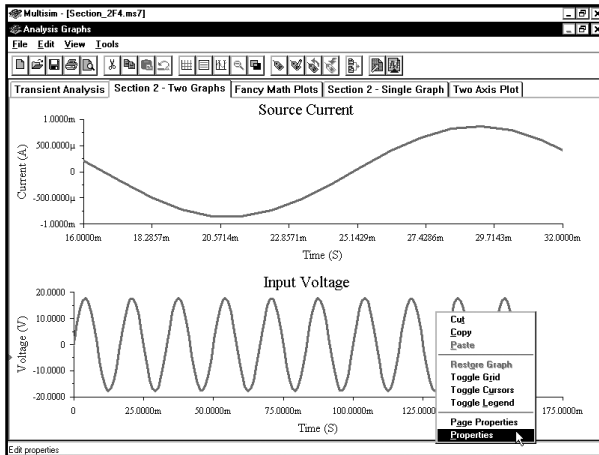 Multisim - [Section_2F4.ms7]
Analysis Graphs
File Edit View Tools
Transient Analysis Section 2 - Two Graphs Fancy Math Plots Section 2 - Single Graph Two Axis Plot
Source Current
1.0000m
500.0000µ
0
-500.0000µ
-1.0000m
Current (A)
16.0000m 18.2857m 20.5714m 22.8571m 25.1429m 27.4286m 29.7143m 32.0000m
Time (S)
Input Voltage
20.0000
10.0000
0
-10.0000
-20.0000
Voltage (V)
0 25.0000m 50.0000m 75.0000m 100.0000m 125.00 175.0000m
Time (S)
Cut
Copy
Paste
Restore Graph
Toggle Grid
Toggle Cursors
Toggle Legend
Page Properties
Properties
Edit properties